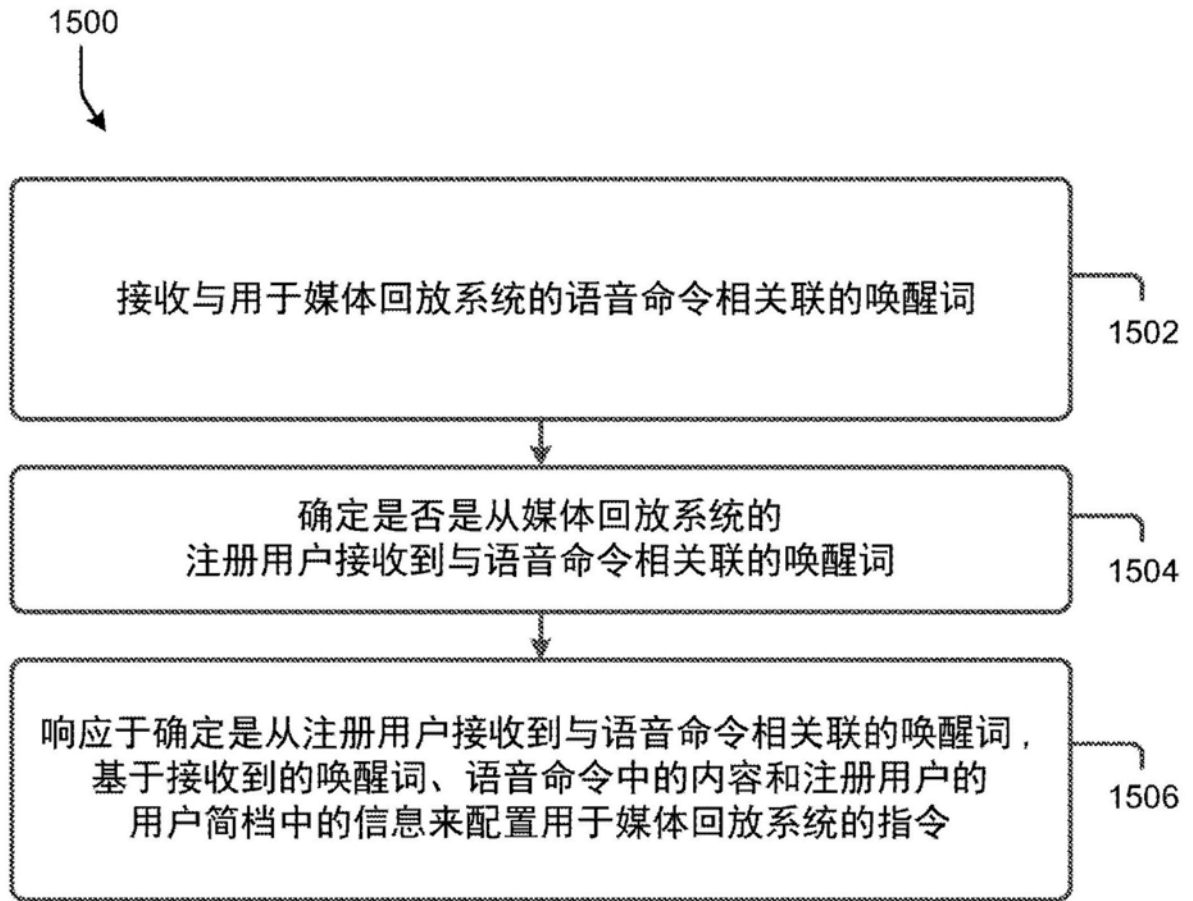 1500
接收与用于媒体回放系统的语音命令相关联的唤醒词
1502
确定是否是从媒体回放系统的
注册用户接收到与语音命令相关联的唤醒词
1504
响应于确定是从注册用户接收到与语音命令相关联的唤醒词，
基于接收到的唤醒词、语音命令中的内容和注册用户的
用户简档中的信息来配置用于媒体回放系统的指令
1506